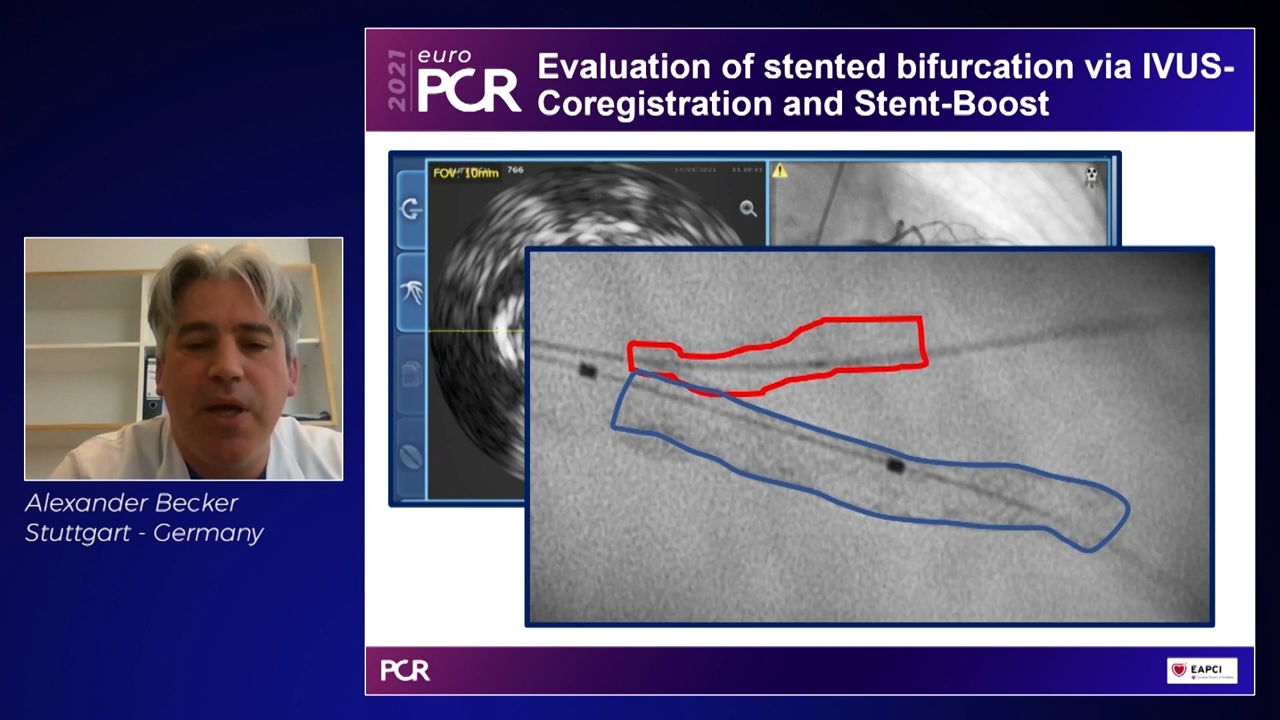 2021
euro
PCR
Evaluation of stented bifurcation via IVUS-
Coregistration and Stent-Boost
FOV: 10mm
766
Alexander Becker
Stuttgart - Germany
PCR
EAPCI